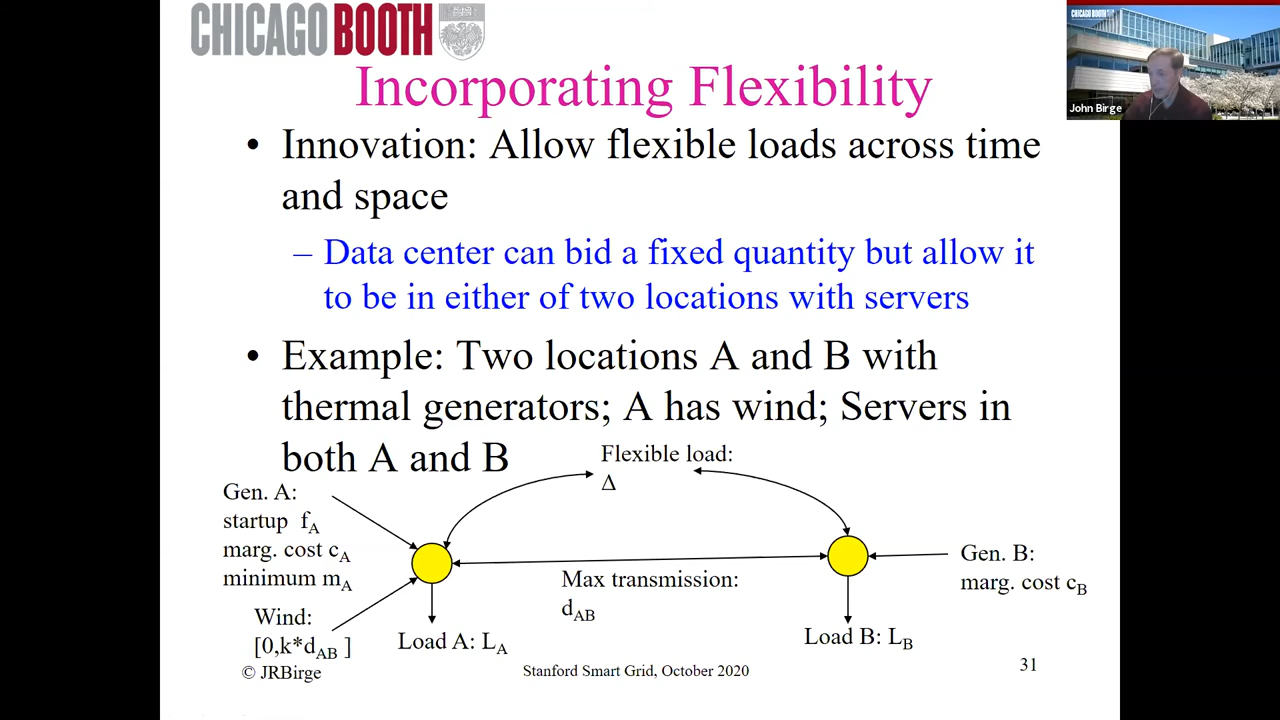 CHICAGO BOOTH
CHICAGO BOOTH
John Birge
Incorporating Flexibility
• Innovation: Allow flexible loads across time
and space
– Data center can bid a fixed quantity but allow it
to be in either of two locations with servers
• Example: Two locations A and B with
thermal generators; A has wind; Servers in
both A and B
Flexible load:
Δ
Gen. A:
startup f_A
marg. cost c_A
minimum m_A
Wind:
[0,k*d_AB ]
Load A: L_A
Max transmission:
d_AB
Gen. B:
marg. cost c_B
Load B: L_B
© JRBirge
Stanford Smart Grid, October 2020
31